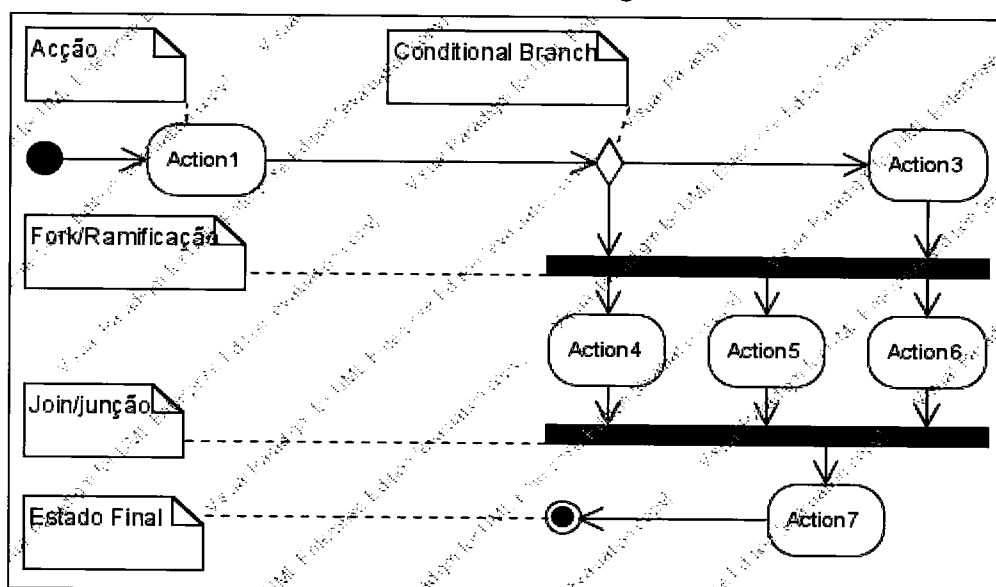 Acção
Conditional Branch
Action1
Action3
Fork/Ramificação
Action4
Action5
Action6
Join/junção
Estado Final
Action7